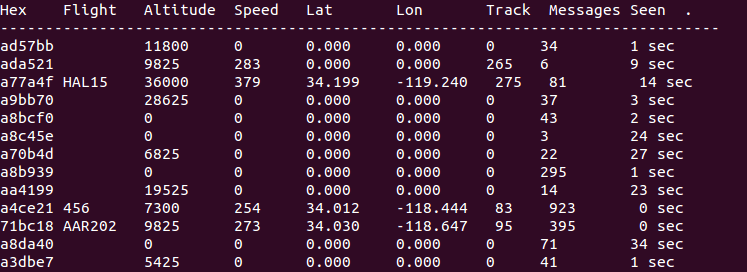 Hex    Flight   Altitude  Speed   Lat       Lon       Track  Messages Seen  .
--------------------------------------------------------------------------------
ad57bb          11800     0       0.000     0.000     0     34        1 sec
ada521          9825      283     0.000     0.000     265   6         9 sec
a77a4f HAL15    36000     379     34.199    -119.240   275   81         14 sec
a9bb70          28625     0       0.000     0.000     0     37        3 sec
a8bcf0          0         0       0.000     0.000     0     43        2 sec
a8c45e          0         0       0.000     0.000     0     3         24 sec
a70b4d          6825      0       0.000     0.000     0     22        27 sec
a8b939          0         0       0.000     0.000     0     295       1 sec
aa4199          19525     0       0.000     0.000     0     14        23 sec
a4ce21 456      7300      254     34.012    -118.444   83    923        0 sec
71bc18 AAR202   9825      273     34.030    -118.647   95    395        0 sec
a8da40          0         0       0.000     0.000     0     71        34 sec
a3dbe7          5425      0       0.000     0.000     0     41        1 sec